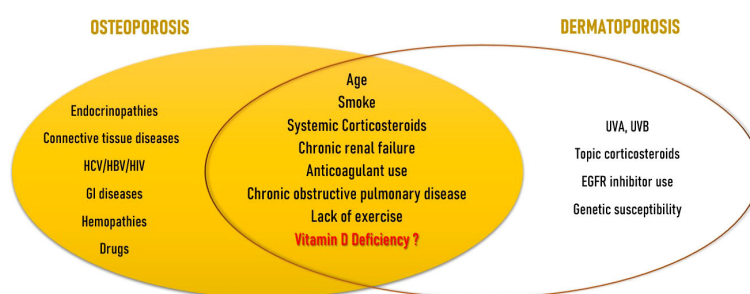 OSTEOPOROSIS
DERMATOPOROSIS
Endocrinopathies
Connective tissue diseases
HCV/HBV/HIV
GI diseases
Hemopathies
Drugs
Age
Smoke
Systemic Corticosteroids
Chronic renal failure
Anticoagulant use
Chronic obstructive pulmonary disease
Lack of exercise
Vitamin D Deficiency ?
UVA, UVB
Topic corticosteroids
EGFR inhibitor use
Genetic susceptibility